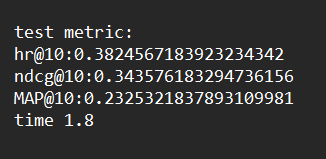 test metric:
hr@10:0.3824567183923234342
ndcg@10:0.343576183294736156
MAP@10:0.2325321837893109981
time 1.8